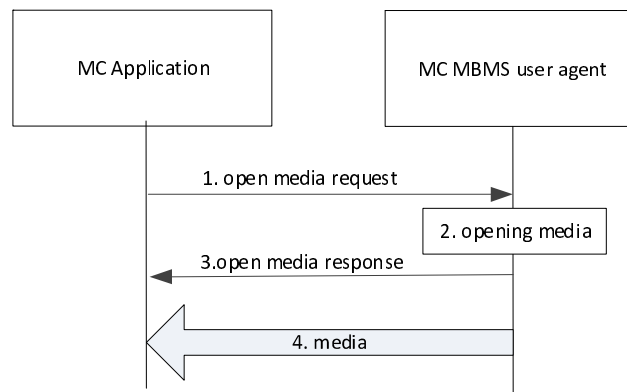 MC Application
MC MBMS user agent
1. open media request
2. opening media
3.open media response
4. media